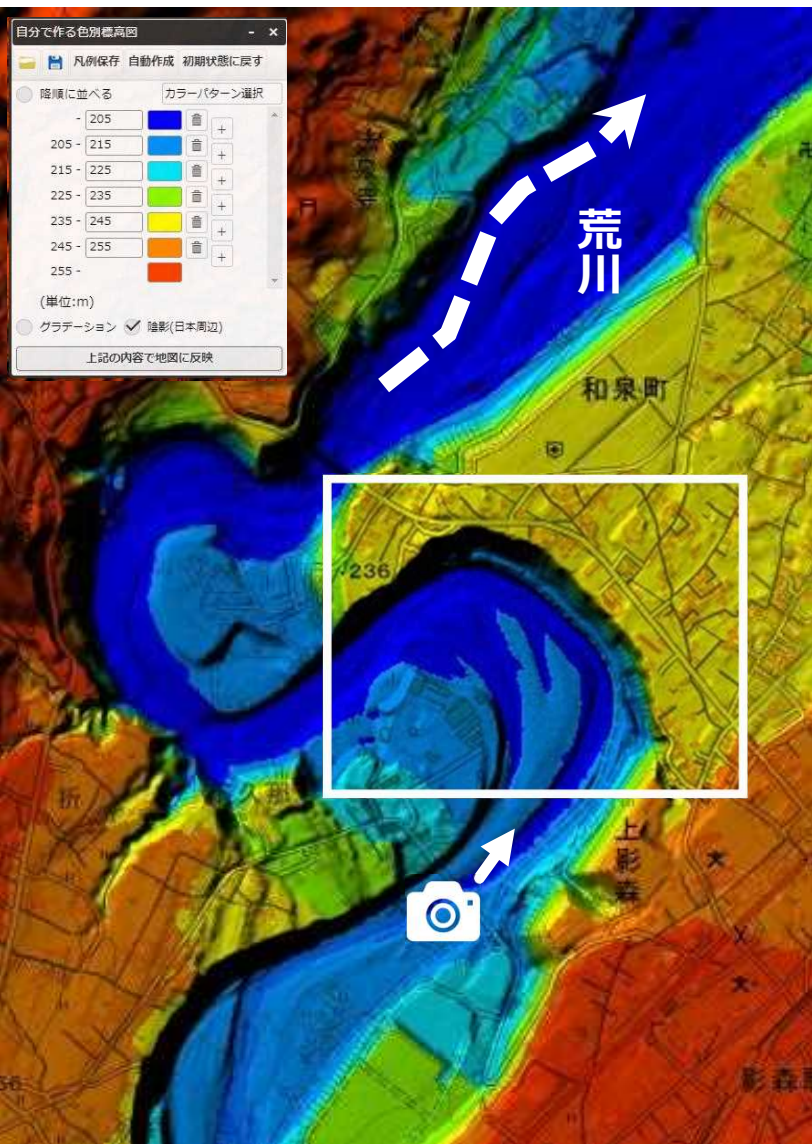 自分で作る色別標高図
凡例保存 自動作成 初期状態に戻す
降順に並べる
カラーパターン選択
- 205
205 - 215
215 - 225
225 - 235
235 - 245
245 - 255
255 -
(単位:m)
グラデーション 陰影(日本周辺)
上記の内容で地図に反映
荒川
和泉町
236
久那
折
上影森
影森